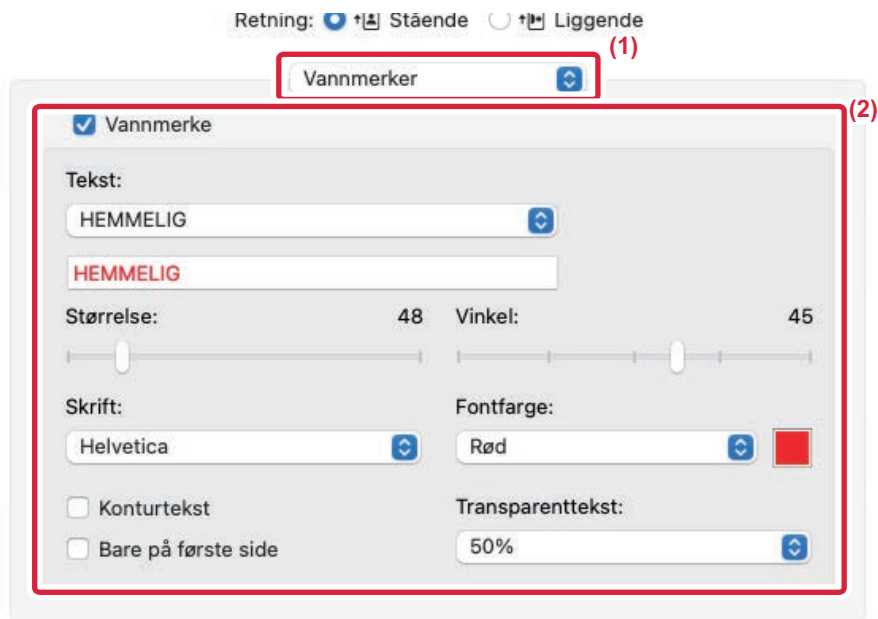 Retning: Stående Liggende
(1)
Vannmerker
(2)
Vannmerke
Tekst:
HEMMELIG
HEMMELIG
Størrelse: 48 Vinkel: 45
Skrift: Fontfarge:
Helvetica Rød
Konturtekst Transparenttekst:
Bare på første side 50%